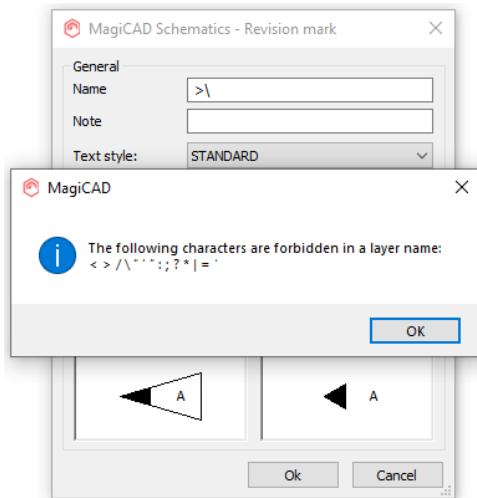 MagiCAD Schematics - Revision mark
General
Name
>\
Note
Text style:
STANDARD
MagiCAD
The following characters are forbidden in a layer name:
< > / \ " ′ ″ : ; ? * | = '
OK
A
A
Ok
Cancel